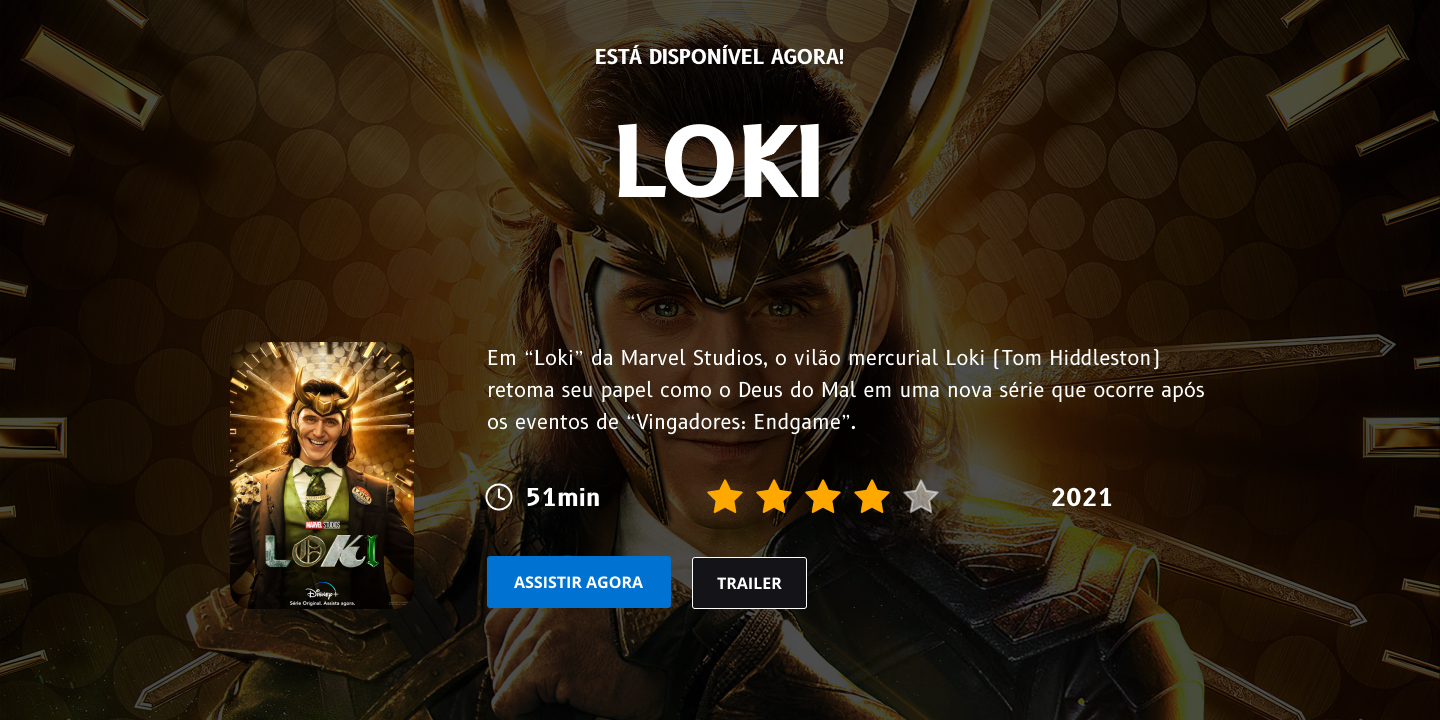 ESTÁ DISPONÍVEL AGORA!
LOKI
Em “Loki” da Marvel Studios, o vilão mercurial Loki (Tom Hiddleston)
retoma seu papel como o Deus do Mal em uma nova série que ocorre após
os eventos de “Vingadores: Endgame”.
51min
2021
ASSISTIR AGORA
TRAILER
MARVEL STUDIOS
LOKI
Disney+
Série Original. Assista agora.